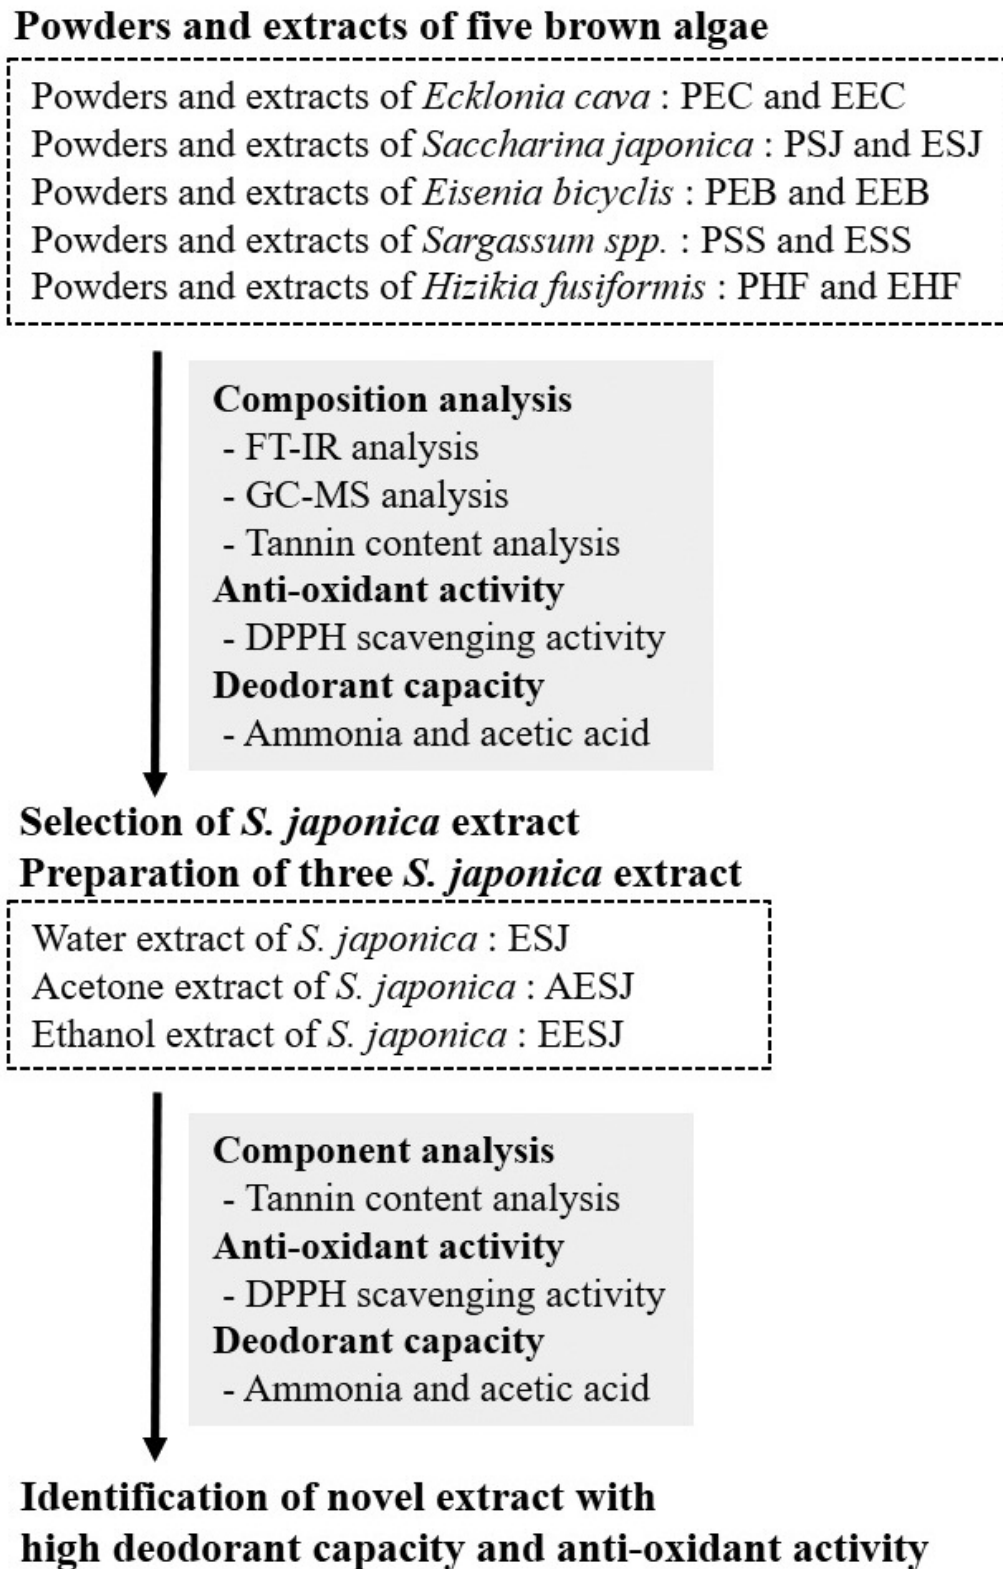 Powders and extracts of five brown algae
Powders and extracts of Ecklonia cava : PEC and EEC
Powders and extracts of Saccharina japonica : PSJ and ESJ
Powders and extracts of Eisenia bicyclis : PEB and EEB
Powders and extracts of Sargassum spp. : PSS and ESS
Powders and extracts of Hizikia fusiformis : PHF and EHF
Composition analysis
- FT-IR analysis
- GC-MS analysis
- Tannin content analysis
Anti-oxidant activity
- DPPH scavenging activity
Deodorant capacity
- Ammonia and acetic acid
Selection of S. japonica extract
Preparation of three S. japonica extract
Water extract of S. japonica : ESJ
Acetone extract of S. japonica : AESJ
Ethanol extract of S. japonica : EESJ
Component analysis
- Tannin content analysis
Anti-oxidant activity
- DPPH scavenging activity
Deodorant capacity
- Ammonia and acetic acid
Identification of novel extract with
high deodorant capacity and anti-oxidant activity